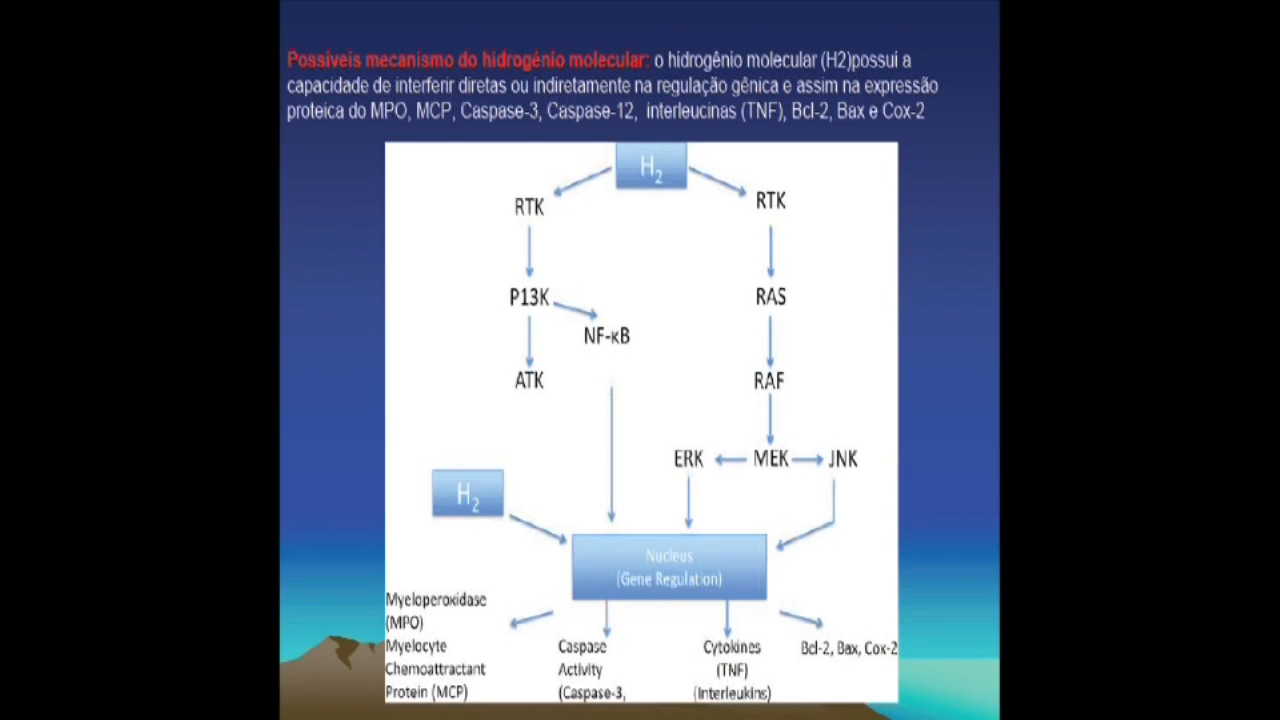 Possíveis mecanismo do hidrogénio molecular: o hidrogênio molecular (H2)possui a
capacidade de interferir diretas ou indiretamente na regulação gênica e assim na expressão
proteica do MPO, MCP, Caspase-3, Caspase-12, interleucinas (TNF), Bcl-2, Bax e Cox-2
H2
RTK
RTK
P13K
RAS
NF-κB
ATK
RAF
ERK
MEK
JNK
H2
Nucleus
(Gene Regulation)
Myeloperoxidase
(MPO)
Myelocyte
Chemoattractant
Protein (MCP)
Caspase
Activity
(Caspase-3,
Cytokines
(TNF)
(Interleukins)
Bcl-2, Bax, Cox-2